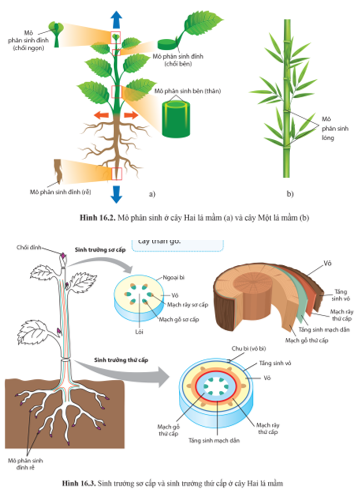 Mô
phân sinh đỉnh
(chồi ngọn)
Mô
phân sinh đỉnh
(chồi bên)
Mô phân sinh bên (thân)
Mô phân sinh đỉnh (rễ)
a)
Mô
phân sinh
lóng
b)
Hình 16.2. Mô phân sinh ở cây Hai lá mầm (a) và cây Một lá mầm (b)
cây thân gỗ.
Chồi đỉnh
Sinh trưởng sơ cấp
Ngoại bì
Vỏ
Mạch rây sơ cấp
Mạch gỗ sơ cấp
Lõi
Vỏ
Tầng
sinh vỏ
Mạch rây
thứ cấp
Tầng sinh mạch dẫn
Mạch gỗ thứ cấp
Sinh trưởng thứ cấp
Chu bì (vỏ bì)
Tầng sinh vỏ
Vỏ
Mạch gỗ
thứ cấp
Mạch rây
thứ cấp
Tầng sinh mạch dẫn
Mô phân sinh
đỉnh rễ
Hình 16.3. Sinh trưởng sơ cấp và sinh trưởng thứ cấp ở cây Hai lá mầm